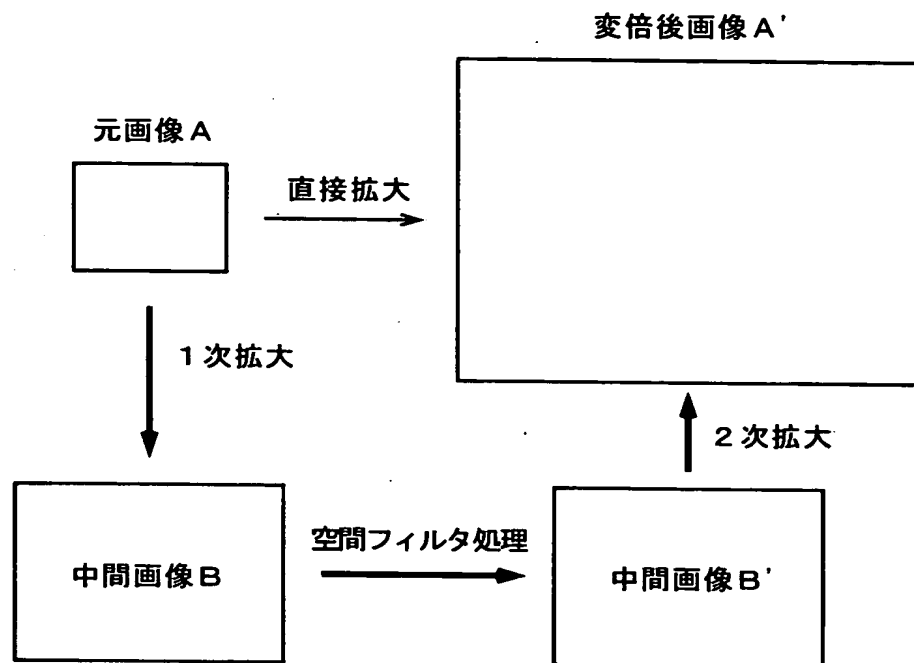 変倍後画像A'
元画像A
直接拡大
1次拡大
2次拡大
中間画像B
空間フィルタ処理
中間画像B'